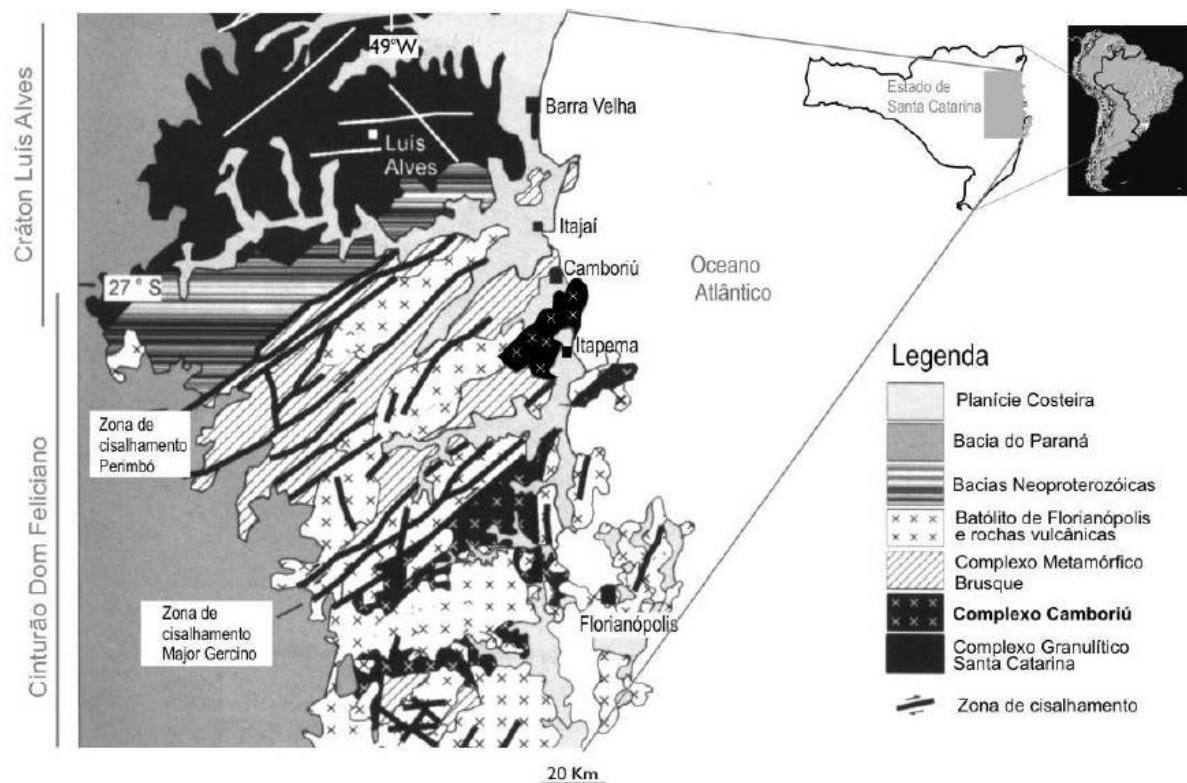 Cráton Luís Alves
Cinturão Dom Feliciano
49°W
Barra Velha
Luís
Alves
Itajaí
Camboriú
27° S
Itapema
Zona de
cisalhamento
Perimbó
Zona de
cisalhamento
Major Gercino
Florianópolis
Oceano
Atlântico
Estado de
Santa Catarina
Legenda
Planície Costeira
Bacia do Paraná
Bacias Neoproterozóicas
Batólito de Florianópolis
e rochas vulcânicas
Complexo Metamórfico
Brusque
Complexo Camboriú
Complexo Granulítico
Santa Catarina
Zona de cisalhamento
20 Km